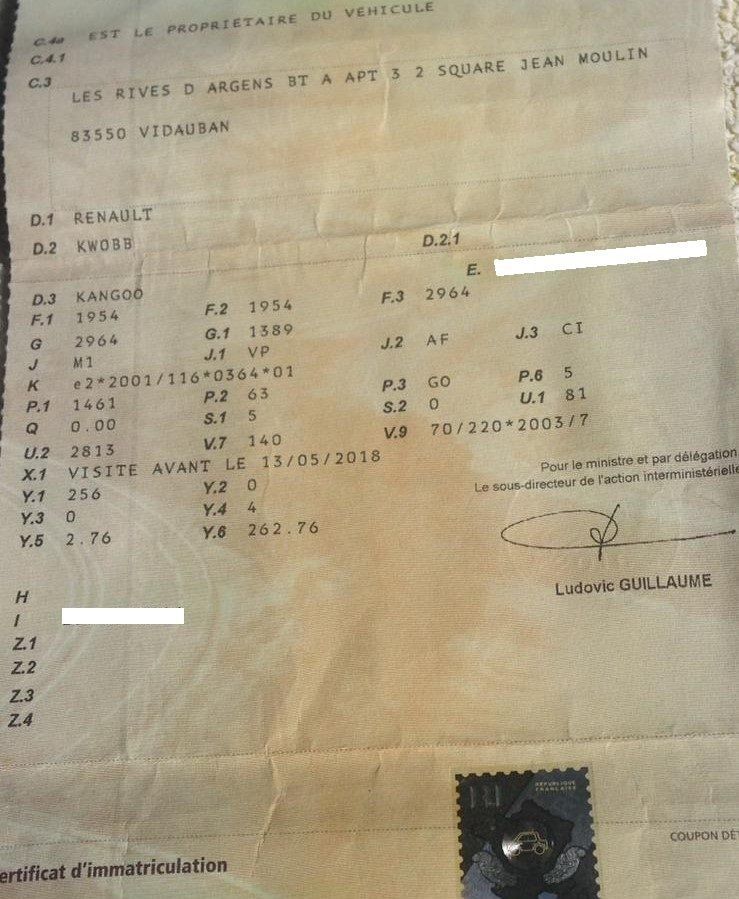 C.4a EST LE PROPRIETAIRE DU VEHICULE
C.4.1
C.3
LES RIVES D ARGENS BT A APT 3 2 SQUARE JEAN MOULIN
83550 VIDAUBAN
D.1 RENAULT
D.2 KWOBB D.2.1
E.
D.3 KANGOO
F.1 1954 F.2 1954 F.3 2964
G 2964 G.1 1389
J M1 J.1 VP J.2 AF J.3 CI
K e2*2001/116*0364*01
P.1 1461 P.2 63 P.3 GO P.6 5
Q 0.00 S.1 5 S.2 0 U.1 81
U.2 2813 V.7 140 V.9 70/220*2003/7
X.1 VISITE AVANT LE 13/05/2018
Y.1 256 Y.2 0
Y.3 0 Y.4 4
Y.5 2.76 Y.6 262.76
Pour le ministre et par délégation
Le sous-directeur de l'action interministérielle
Ludovic GUILLAUME
H
I
Z.1
Z.2
Z.3
Z.4
RÉPUBLIQUE
FRANÇAISE
COUPON DÉT
ertificat d'immatriculation